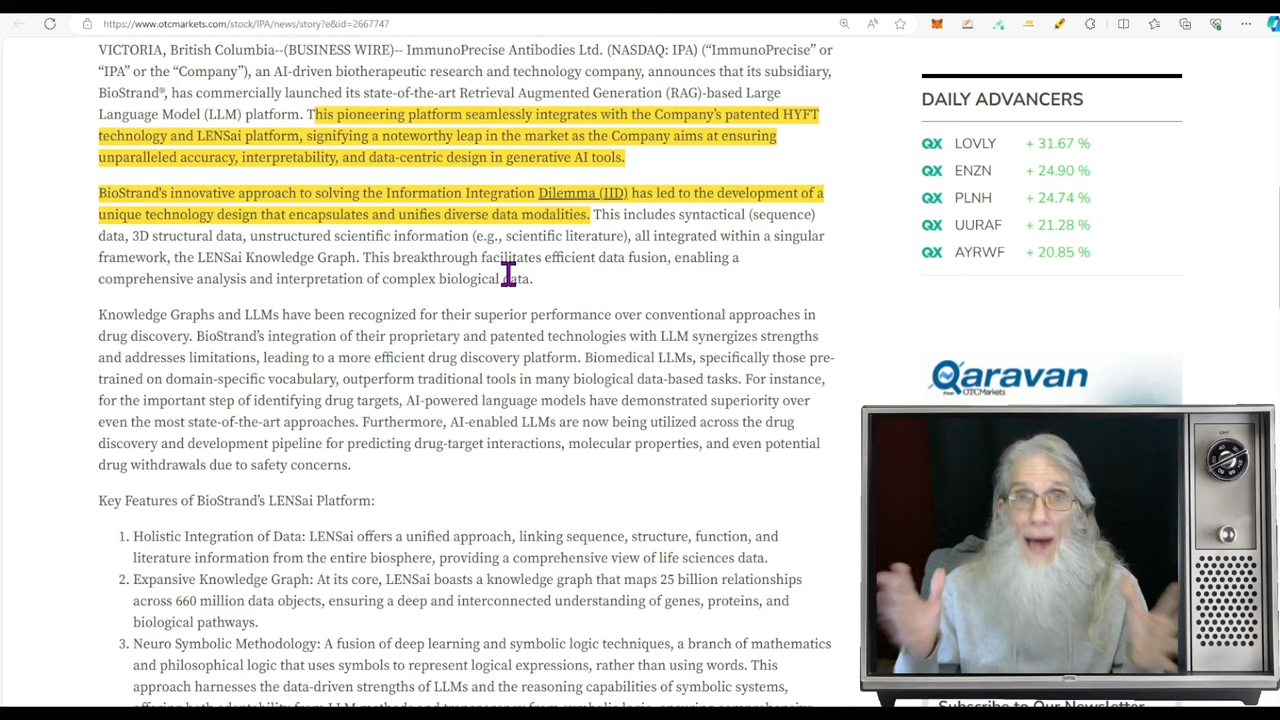 https://www.otcmarkets.com/stock/IPA/news/story?e&id=2667747
VICTORIA, British Columbia--(BUSINESS WIRE)-- ImmunoPrecise Antibodies Ltd. (NASDAQ: IPA) (“ImmunoPrecise” or
“IPA” or the “Company”), an AI-driven biotherapeutic research and technology company, announces that its subsidiary,
BioStrand®, has commercially launched its state-of-the-art Retrieval Augmented Generation (RAG)-based Large
Language Model (LLM) platform. This pioneering platform seamlessly integrates with the Company’s patented HYFT
technology and LENSai platform, signifying a noteworthy leap in the market as the Company aims at ensuring
unparalleled accuracy, interpretability, and data-centric design in generative AI tools.
BioStrand's innovative approach to solving the Information Integration Dilemma (IID) has led to the development of a
unique technology design that encapsulates and unifies diverse data modalities. This includes syntactical (sequence)
data, 3D structural data, unstructured scientific information (e.g., scientific literature), all integrated within a singular
framework, the LENSai Knowledge Graph. This breakthrough facilitates efficient data fusion, enabling a
comprehensive analysis and interpretation of complex biological data.
Knowledge Graphs and LLMs have been recognized for their superior performance over conventional approaches in
drug discovery. BioStrand’s integration of their proprietary and patented technologies with LLM synergizes strengths
and addresses limitations, leading to a more efficient drug discovery platform. Biomedical LLMs, specifically those pre-
trained on domain-specific vocabulary, outperform traditional tools in many biological data-based tasks. For instance,
for the important step of identifying drug targets, AI-powered language models have demonstrated superiority over
even the most state-of-the-art approaches. Furthermore, AI-enabled LLMs are now being utilized across the drug
discovery and development pipeline for predicting drug-target interactions, molecular properties, and even potential
drug withdrawals due to safety concerns.
Key Features of BioStrand’s LENSai Platform:
1. Holistic Integration of Data: LENSai offers a unified approach, linking sequence, structure, function, and
literature information from the entire biosphere, providing a comprehensive view of life sciences data.
2. Expansive Knowledge Graph: At its core, LENSai boasts a knowledge graph that maps 25 billion relationships
across 660 million data objects, ensuring a deep and interconnected understanding of genes, proteins, and
biological pathways.
3. Neuro Symbolic Methodology: A fusion of deep learning and symbolic logic techniques, a branch of mathematics
and philosophical logic that uses symbols to represent logical expressions, rather than using words. This
approach harnesses the data-driven strengths of LLMs and the reasoning capabilities of symbolic systems,
DAILY ADVANCERS
QX LOVLY + 31.67 %
QX ENZN + 24.90 %
QX PLNH + 24.74 %
QX UURAF + 21.28 %
QX AYRWF + 20.85 %
Qaravan
from OTCMarkets
UHF
Subscribe to Our Newsletter